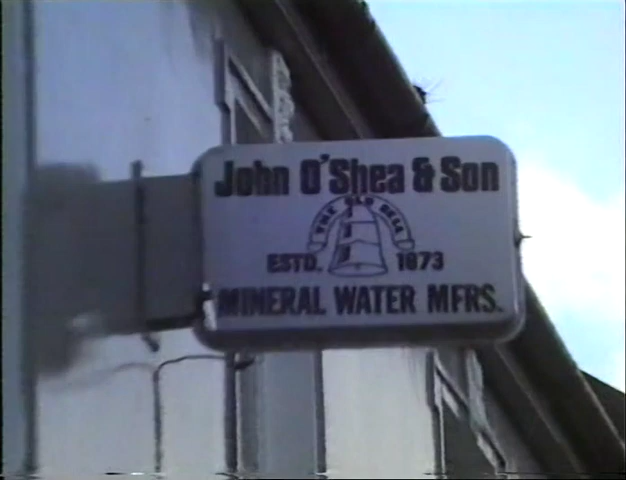 John O'Shea & Son
THE OLD BELL
ESTD. 1873
MINERAL WATER MFRS.